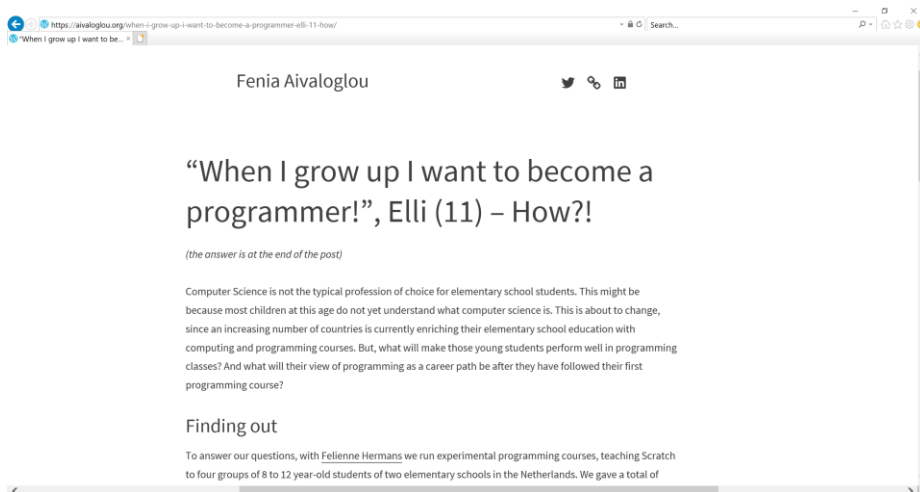 https://aivaloglou.org/when-i-grow-up-i-want-to-become-a-programmer-elli-11-how/
Search...
"When I grow up I want to be...
Fenia Aivaloglou
“When I grow up I want to become a
programmer!”, Elli (11) – How?!
(the answer is at the end of the post)
Computer Science is not the typical profession of choice for elementary school students. This might be
because most children at this age do not yet understand what computer science is. This is about to change,
since an increasing number of countries is currently enriching their elementary school education with
computing and programming courses. But, what will make those young students perform well in programming
classes? And what will their view of programming as a career path be after they have followed their first
programming course?
Finding out
To answer our questions, with Felienne Hermans we run experimental programming courses, teaching Scratch
to four groups of 8 to 12 year-old students of two elementary schools in the Netherlands. We gave a total of